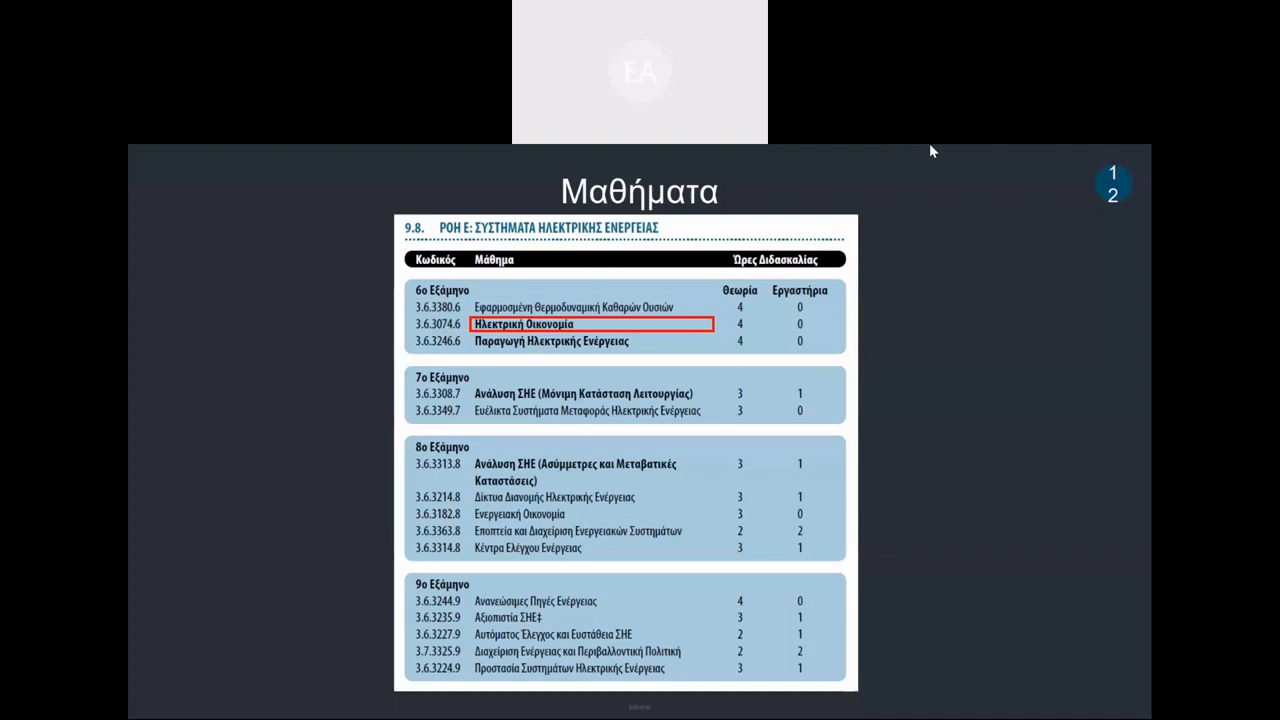 EA
1
2
Μαθήματα
9.8. ΡΟΗ Ε: ΣΥΣΤΗΜΑΤΑ ΗΛΕΚΤΡΙΚΗΣ ΕΝΕΡΓΕΙΑΣ
Κωδικός Μάθημα Ώρες Διδασκαλίας
6ο Εξάμηνο Θεωρία Εργαστήρια
3.6.3380.6 Εφαρμοσμένη Θερμοδυναμική Καθαρών Ουσιών 4 0
3.6.3074.6 Ηλεκτρική Οικονομία 4 0
3.6.3246.6 Παραγωγή Ηλεκτρικής Ενέργειας 4 0
7ο Εξάμηνο
3.6.3308.7 Ανάλυση ΣΗΕ (Μόνιμη Κατάσταση Λειτουργίας) 3 1
3.6.3349.7 Ευέλικτα Συστήματα Μεταφοράς Ηλεκτρικής Ενέργειας 3 0
8ο Εξάμηνο
3.6.3313.8 Ανάλυση ΣΗΕ (Ασύμμετρες και Μεταβατικές 3 1
Καταστάσεις)
3.6.3214.8 Δίκτυα Διανομής Ηλεκτρικής Ενέργειας 3 1
3.6.3182.8 Ενεργειακή Οικονομία 3 0
3.6.3363.8 Εποπτεία και Διαχείριση Ενεργειακών Συστημάτων 2 2
3.6.3314.8 Κέντρα Ελέγχου Ενέργειας 3 1
9ο Εξάμηνο
3.6.3244.9 Ανανεώσιμες Πηγές Ενέργειας 4 0
3.6.3235.9 Αξιοπιστία ΣΗΕ‡ 3 1
3.6.3227.9 Αυτόματος Έλεγχος και Ευστάθεια ΣΗΕ 2 1
3.7.3325.9 Διαχείριση Ενέργειας και Περιβαλλοντική Πολιτική 2 2
3.6.3224.9 Προστασία Συστημάτων Ηλεκτρικής Ενέργειας 3 1